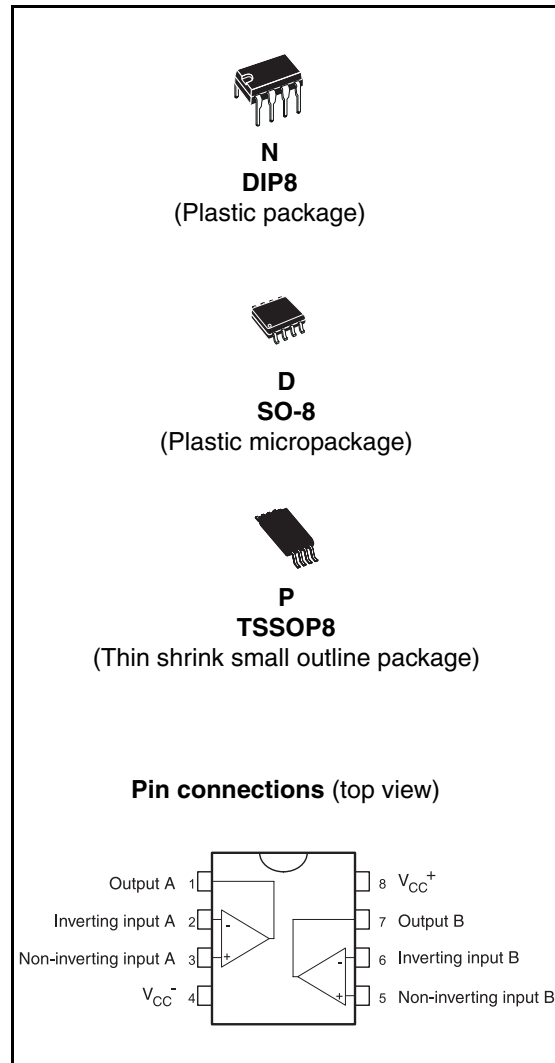 N
DIP8
(Plastic package)
D
SO-8
(Plastic micropackage)
P
TSSOP8
(Thin shrink small outline package)
Pin connections (top view)
Output A 1
Inverting input A 2
Non-inverting input A 3
VCC- 4
-
+
8 VCC+
7 Output B
6 Inverting input B
5 Non-inverting input B
-
+